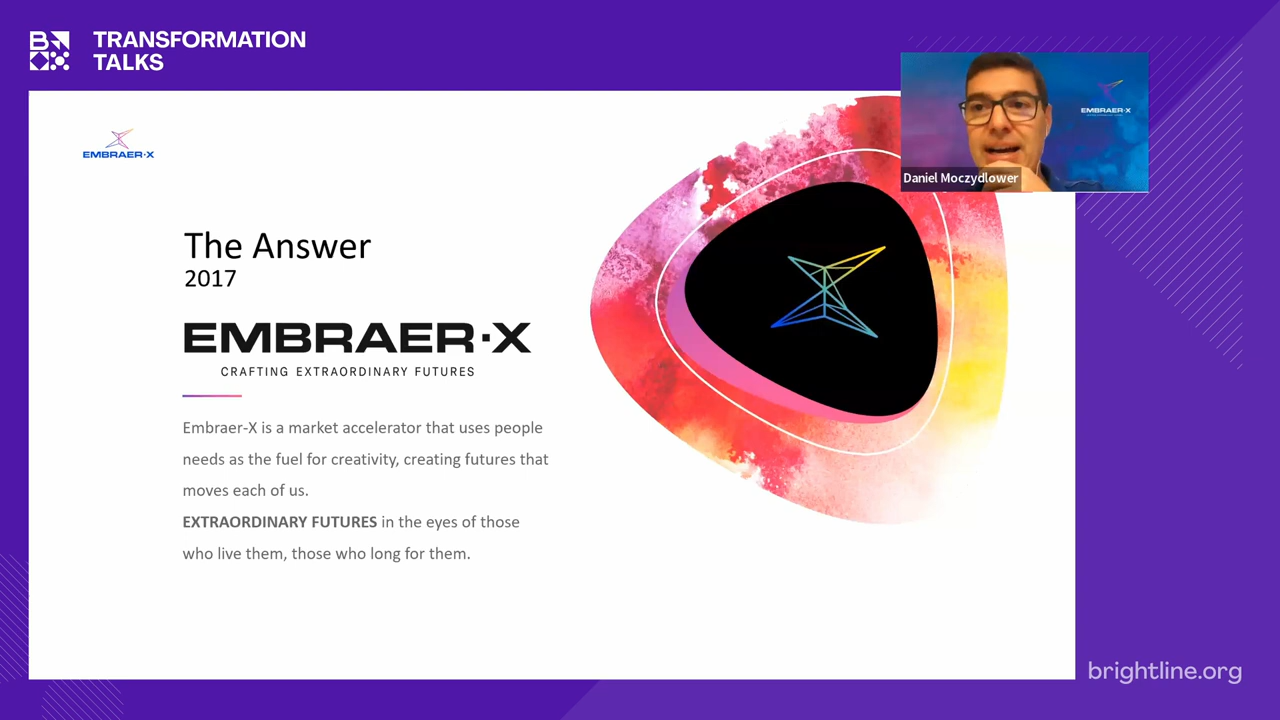 TRANSFORMATION
TALKS
EMBRAER·X
EMBRAER·X
Daniel Moczydlower
The Answer
2017
EMBRAER·X
CRAFTING EXTRAORDINARY FUTURES
Embraer-X is a market accelerator that uses people
needs as the fuel for creativity, creating futures that
moves each of us.
EXTRAORDINARY FUTURES in the eyes of those
who live them, those who long for them.
brightline.org